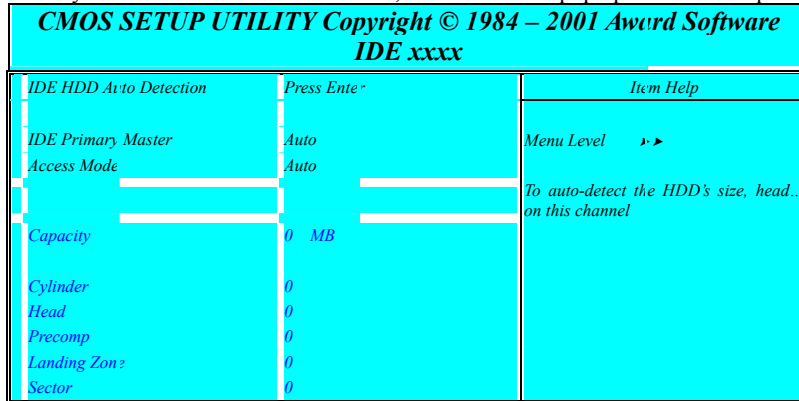 CMOS SETUP UTILITY Copyright © 1984 – 2001 Award Software
IDE xxxx
IDE HDD Auto Detection Press Enter Item Help
IDE Primary Master Auto Menu Level ►►
Access Mode Auto
To auto-detect the HDD's size, head..
on this channel
Capacity 0 MB
Cylinder 0
Head 0
Precomp 0
Landing Zone 0
Sector 0